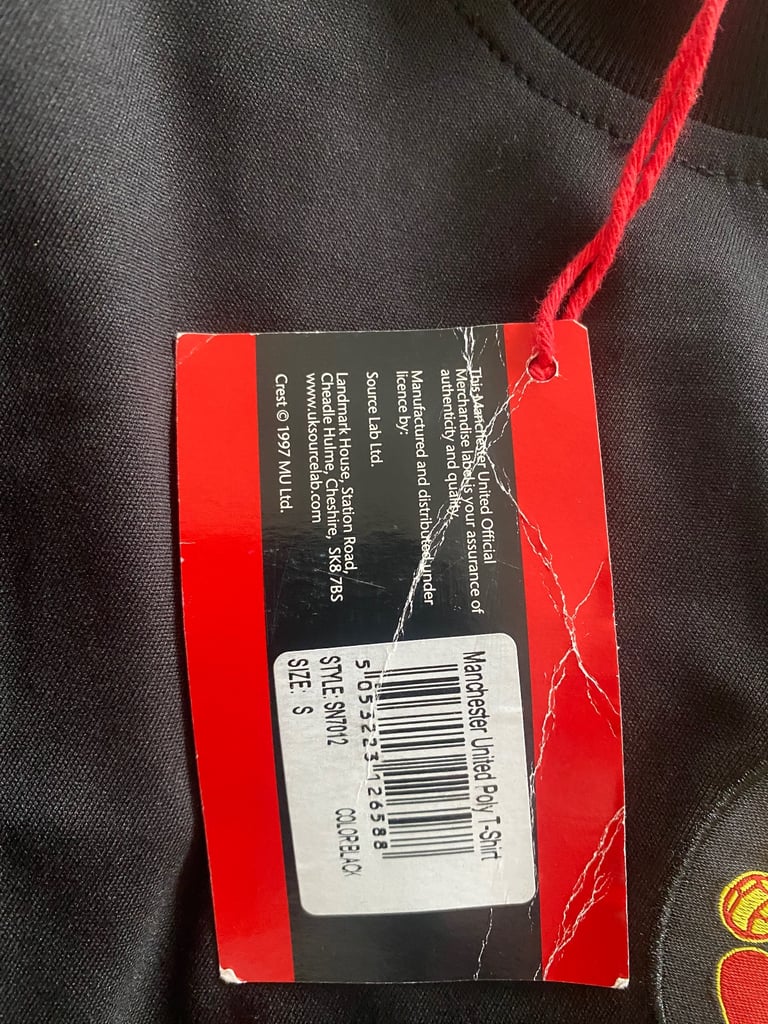 This Manchester United Official
Merchandise label is your assurance of
authenticity and quality.
Manufactured and distributed under
licence by:
Source Lab Ltd.
Landmark House, Station Road,
Cheadle Hulme, Cheshire, SK8 7BS
www.uksourcelab.com
Crest © 1997 MU Ltd.
Manchester United Poly T-Shirt
5 053223 126588
STYLE: SN7012 COLOR:BLACK
SIZE: S